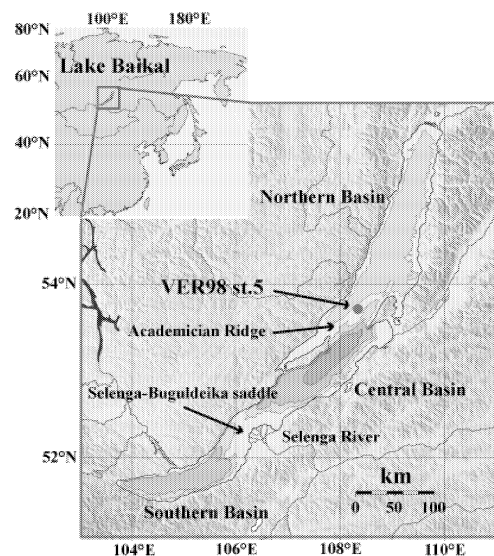 100°E 180°E
80°N
Lake Baikal
60°N
40°N
20°N
Northern Basin
54°N
VER98 st.5
Academician Ridge
Selenga-Buguldeika saddle
Central Basin
Selenga River
52°N
km
Southern Basin
0 50 100
104°E 106°E 108°E 110°E